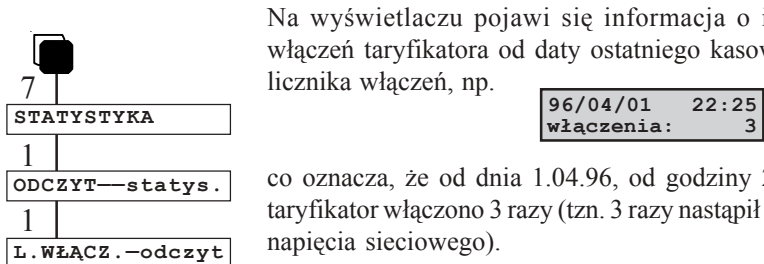 Na wyświetlaczu pojawi się informacja o
włączeń taryfikatora od daty ostatniego
licznika włączeń, np.
96/04/01 22:25
włączenia: 3
co oznacza, że od dnia 1.04.96, od godziny
taryfikator włączono 3 razy (tzn. 3 razy nastąpił
napięcia sieciowego).
7
STATYSTYKA
1
ODCZYT——statys.
1
L.WŁĄCZ.—odczyt